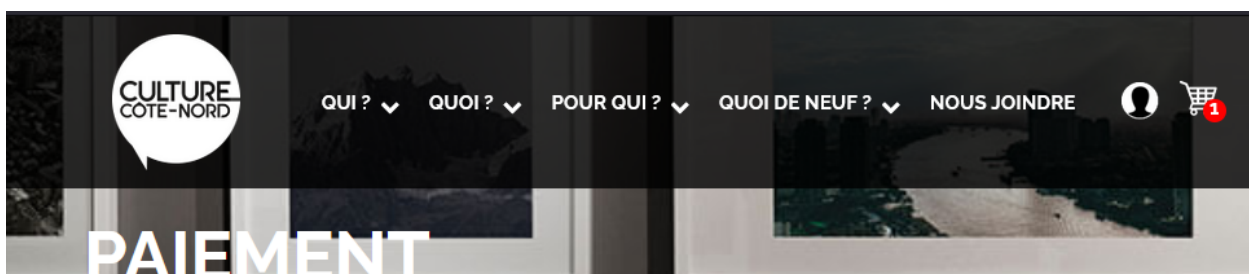 CULTURE
CÔTE-NORD
QUI ? QUOI ? POUR QUI ? QUOI DE NEUF ? NOUS JOINDRE
1
PAIEMENT